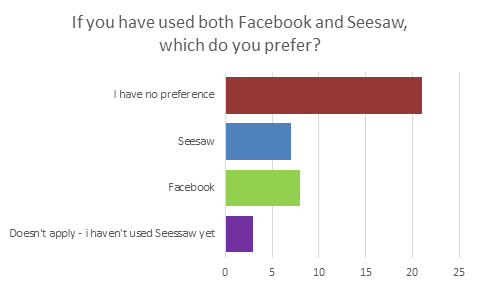 If you have used both Facebook and Seesaw,
which do you prefer?
I have no preference
Seesaw
Facebook
Doesn't apply - i haven't used Seessaw yet
0 5 10 15 20 25